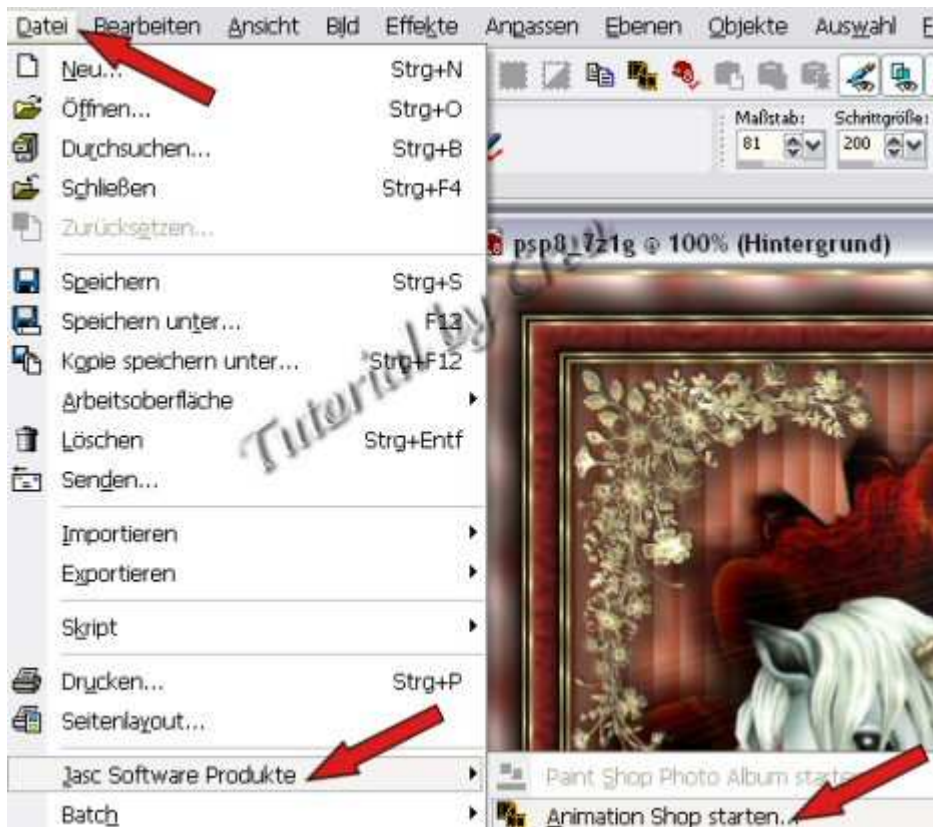 Datei Bearbeiten Ansicht Bild Effekte Anpassen Ebenen Objekte Auswahl
Neu... Strg+N
Öffnen... Strg+O
Durchsuchen... Strg+B
Schließen Strg+F4
Zurücksetzen...
Speichern Strg+S
Speichern unter... F12
Kopie speichern unter... Strg+F12
Arbeitsoberfläche
Löschen Strg+Entf
Senden...
Importieren
Exportieren
Skript
Drucken... Strg+P
Seitenlayout...
Jasc Software Produkte
Batch
Maßstab: Schrittgröße:
81 200
psp8_7z1g @ 100% (Hintergrund)
Tutorial by
Paint Shop Photo Album starten
Animation Shop starten...